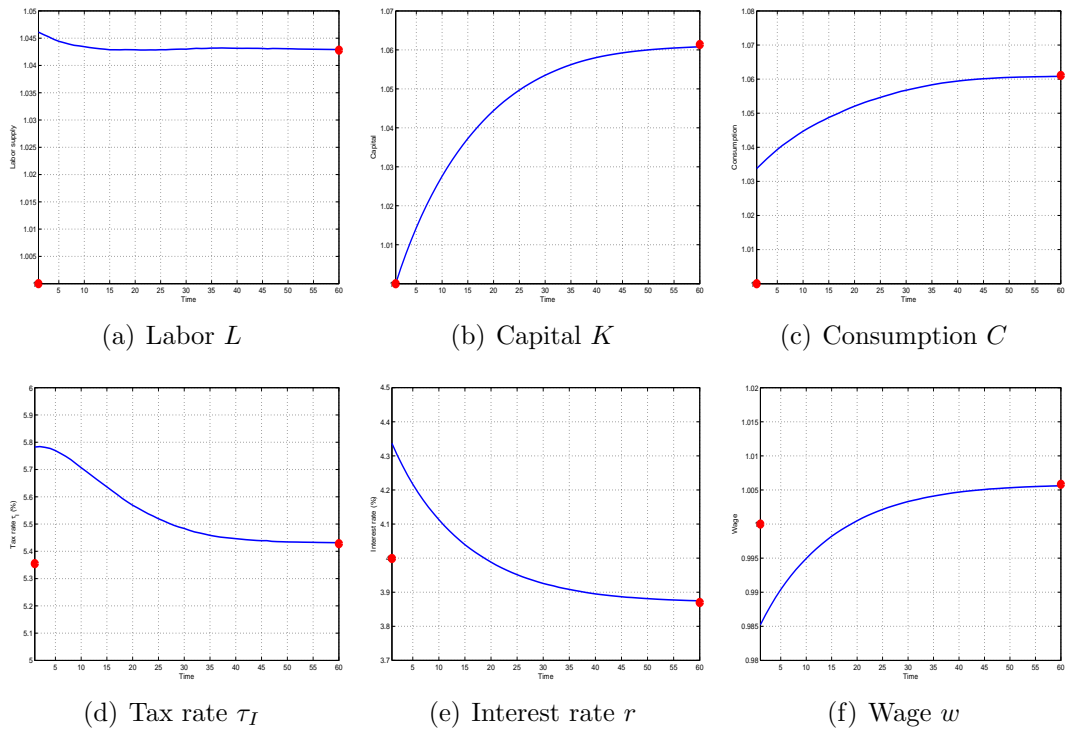 1.05
1.045
1.04
1.035
1.03
1.025
1.02
1.015
1.01
1.005
1
Labor supply
5 10 15 20 25 30 35 40 45 50 55 60
Time
(a) Labor L
1.07
1.06
1.05
1.04
1.03
1.02
1.01
1
Capital
5 10 15 20 25 30 35 40 45 50 55 60
Time
(b) Capital K
1.08
1.07
1.06
1.05
1.04
1.03
1.02
1.01
1
Consumption
5 10 15 20 25 30 35 40 45 50 55 60
Time
(c) Consumption C
6
5.9
5.8
5.7
5.6
5.5
5.4
5.3
5.2
5.1
5
Tax rate τI (%)
5 10 15 20 25 30 35 40 45 50 55 60
Time
(d) Tax rate τI
4.5
4.4
4.3
4.2
4.1
4
3.9
3.8
3.7
Interest rate (%)
5 10 15 20 25 30 35 40 45 50 55 60
Time
(e) Interest rate r
1.02
1.015
1.01
1.005
1
0.995
0.99
0.985
0.98
Wage
5 10 15 20 25 30 35 40 45 50 55 60
Time
(f) Wage w